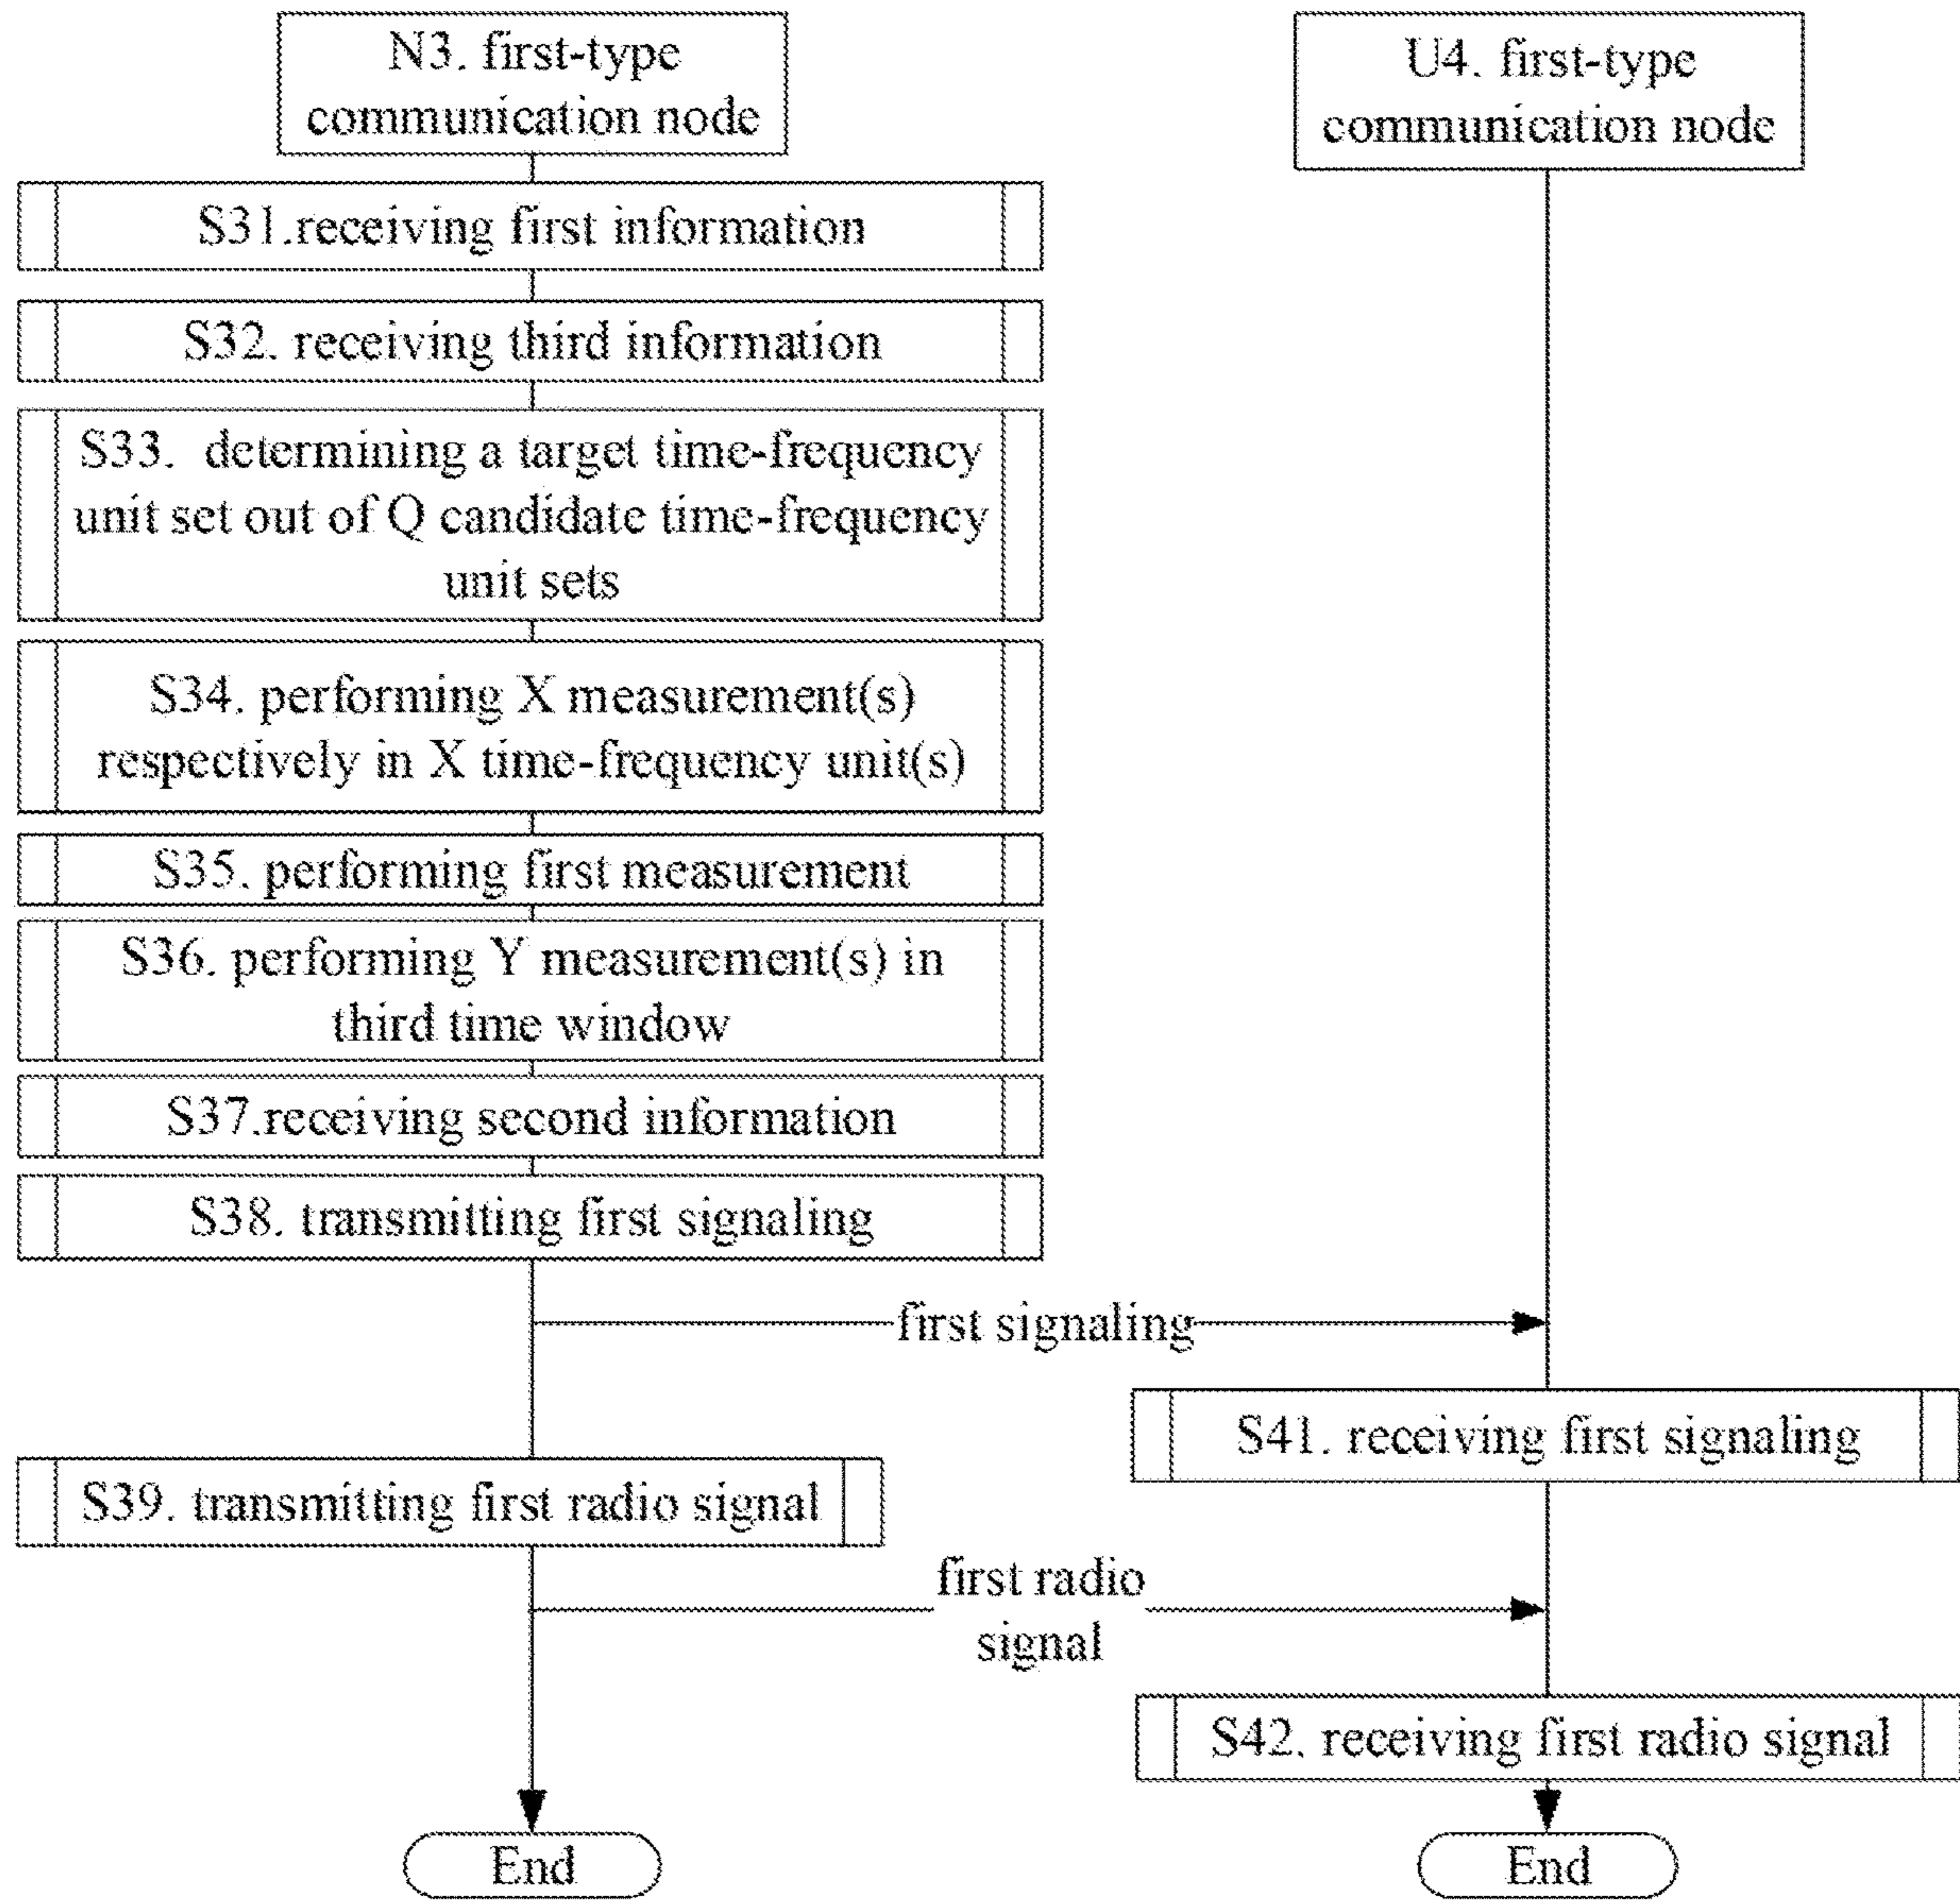 N3. first-type
communication node
U4. first-type
communication node
S31.receiving first information
S32. receiving third information
S33. determining a target time-frequency
unit set out of Q candidate time-frequency
unit sets
S34. performing X measurement(s)
respectively in X time-frequency unit(s)
S35. performing first measurement
S36. performing Y measurement(s) in
third time window
S37.receiving second information
S38. transmitting first signaling
first signaling
S41. receiving first signaling
S39. transmitting first radio signal
first radio
signal
S42. receiving first radio signal
End
End